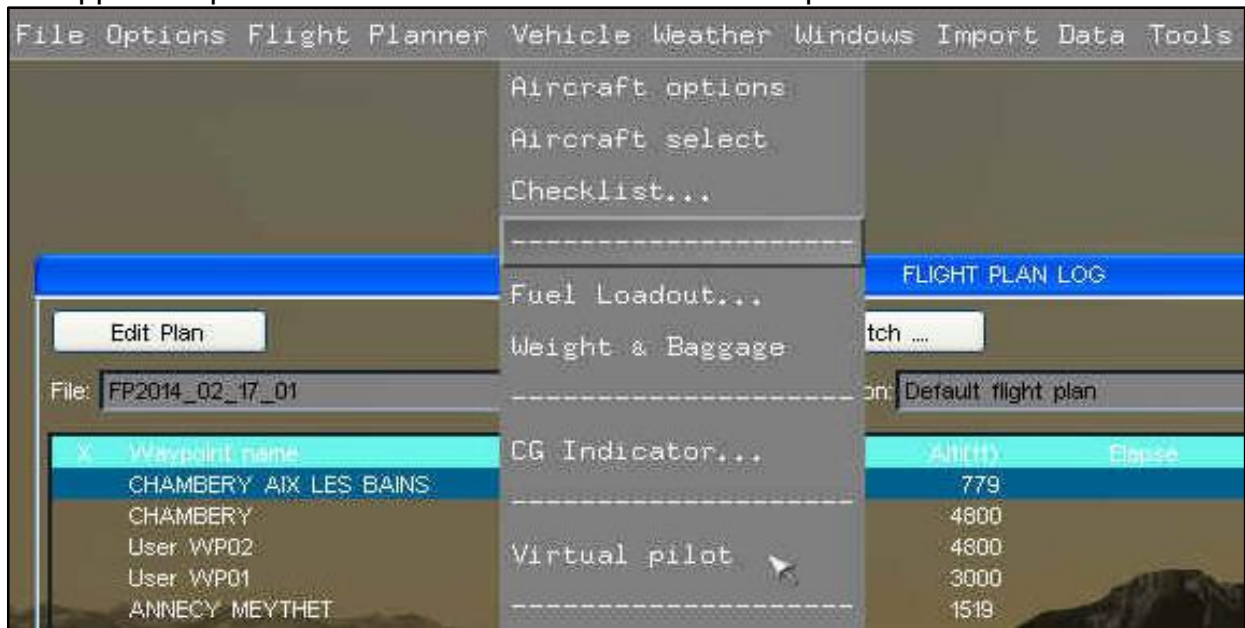 File Options Flight Planner Vehicle Weather Windows Import Data Tools
Aircraft options
Aircraft select
Checklist...
--------------------
FLIGHT PLAN LOG
Fuel Loadout...
Edit Plan
tch ....
Weight & Baggage
File: FP2014_02_17_01
on: Default flight plan
--------------------
X Waypoint name
CG Indicator...
Alt(ft) Elapse
CHAMBERY AIX LES BAINS 779
--------------------
CHAMBERY 4800
User WP02 4800
Virtual pilot
User WP01 3000
ANNECY MEYTHET 1519
--------------------